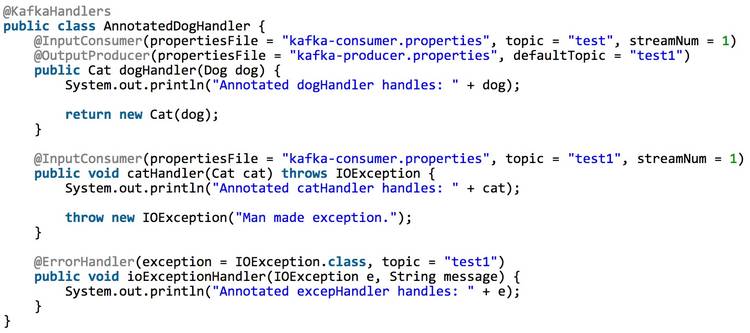 @KafkaHandlers
public class AnnotatedDogHandler {
    @InputConsumer(propertiesFile = "kafka-consumer.properties", topic = "test", streamNum = 1)
    @OutputProducer(propertiesFile = "kafka-producer.properties", defaultTopic = "test1")
    public Cat dogHandler(Dog dog) {
        System.out.println("Annotated dogHandler handles: " + dog);

        return new Cat(dog);
    }

    @InputConsumer(propertiesFile = "kafka-consumer.properties", topic = "test1", streamNum = 1)
    public void catHandler(Cat cat) throws IOException {
        System.out.println("Annotated catHandler handles: " + cat);

        throw new IOException("Man made exception.");
    }

    @ErrorHandler(exception = IOException.class, topic = "test1")
    public void ioExceptionHandler(IOException e, String message) {
        System.out.println("Annotated excepHandler handles: " + e);
    }
}